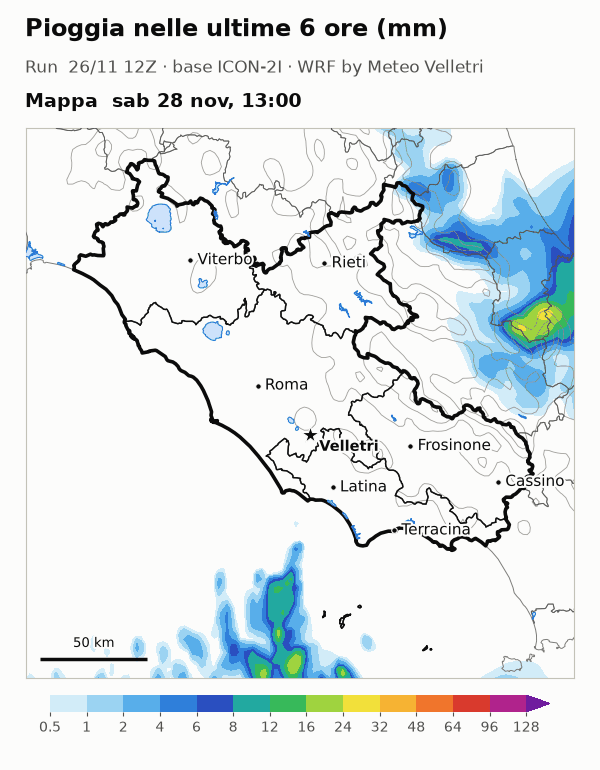 Pioggia nelle ultime 6 ore (mm)
Run  26/11 12Z · base ICON-2I · WRF by Meteo Velletri
Mappa  sab 28 nov, 13:00
Viterbo
Rieti
Roma
Velletri
Frosinone
Latina
Cassino
Terracina
50 km
0.5 1 2 4 6 8 12 16 24 32 48 64 96 128